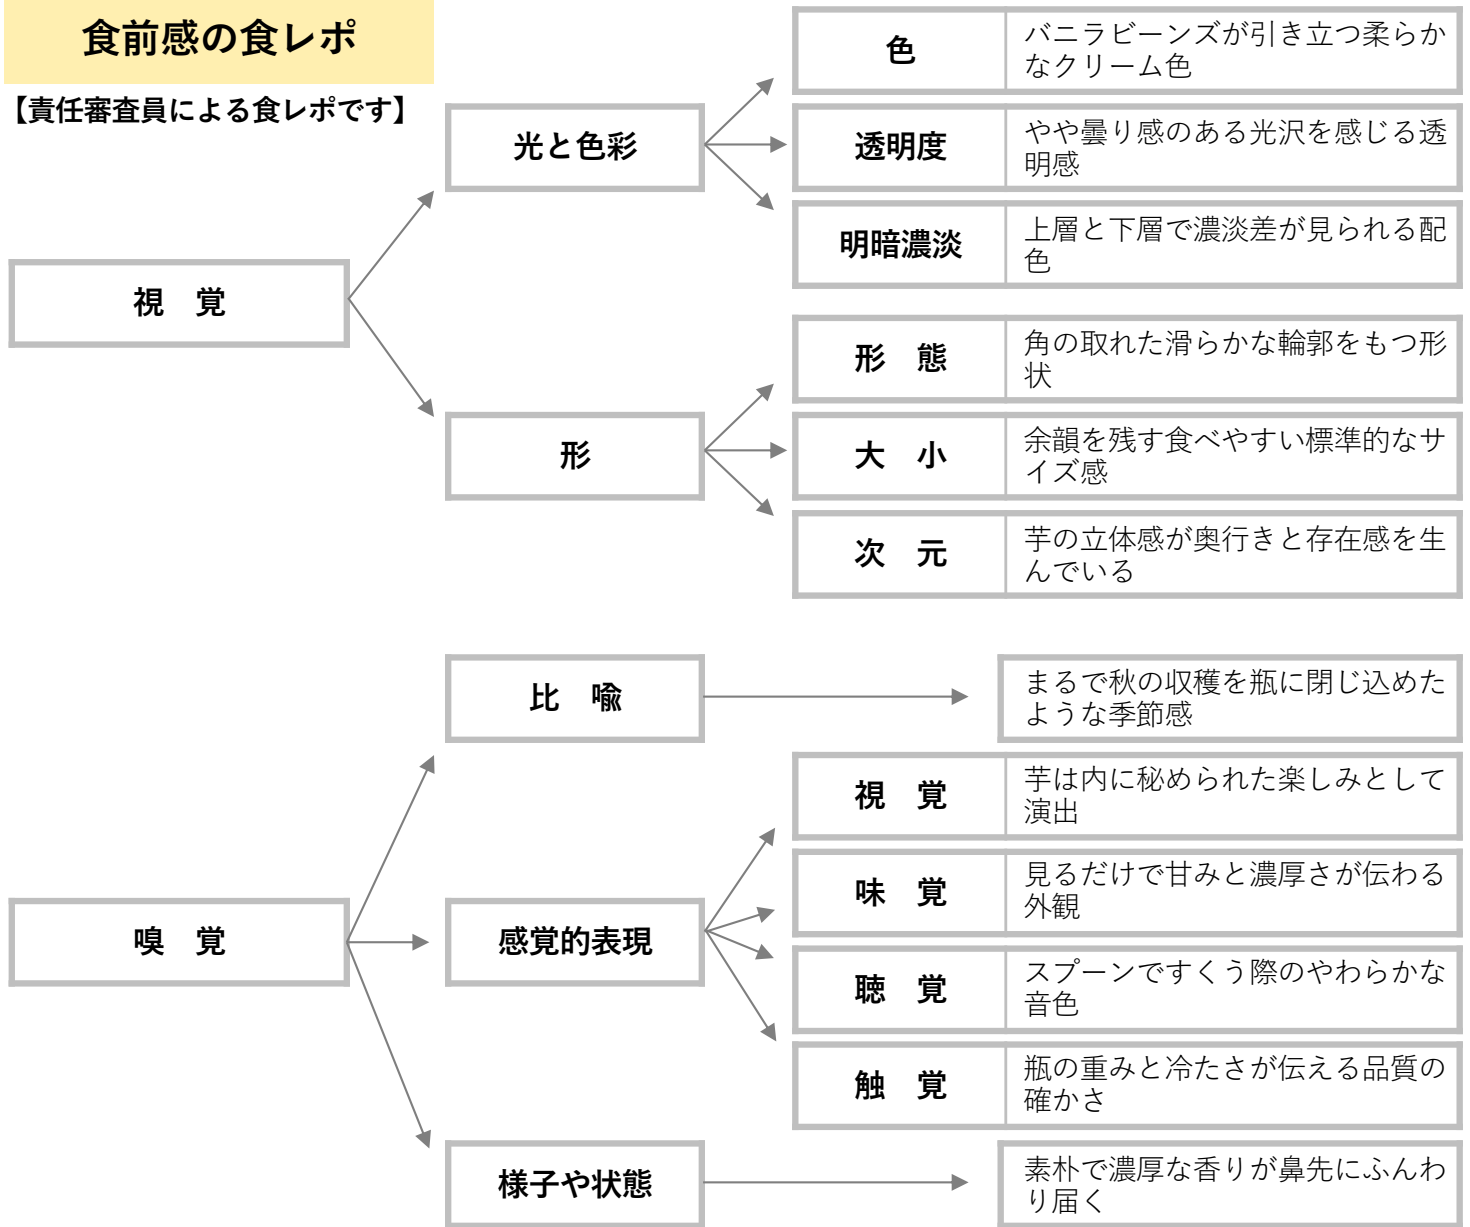 食前感の食レポ
【責任審査員による食レポです】
視　覚
光と色彩
色
バニラビーンズが引き立つ柔らか
なクリーム色
透明度
やや曇り感のある光沢を感じる透
明感
明暗濃淡
上層と下層で濃淡差が見られる配
色
形
形　態
角の取れた滑らかな輪郭をもつ形
状
大　小
余韻を残す食べやすい標準的なサ
イズ感
次　元
芋の立体感が奥行きと存在感を生
んでいる
嗅　覚
比　喩
まるで秋の収穫を瓶に閉じ込めた
ような季節感
感覚的表現
視　覚
芋は内に秘められた楽しみとして
演出
味　覚
見るだけで甘みと濃厚さが伝わる
外観
聴　覚
スプーンですくう際のやわらかな
音色
触　覚
瓶の重みと冷たさが伝える品質の
確かさ
様子や状態
素朴で濃厚な香りが鼻先にふんわ
り届く